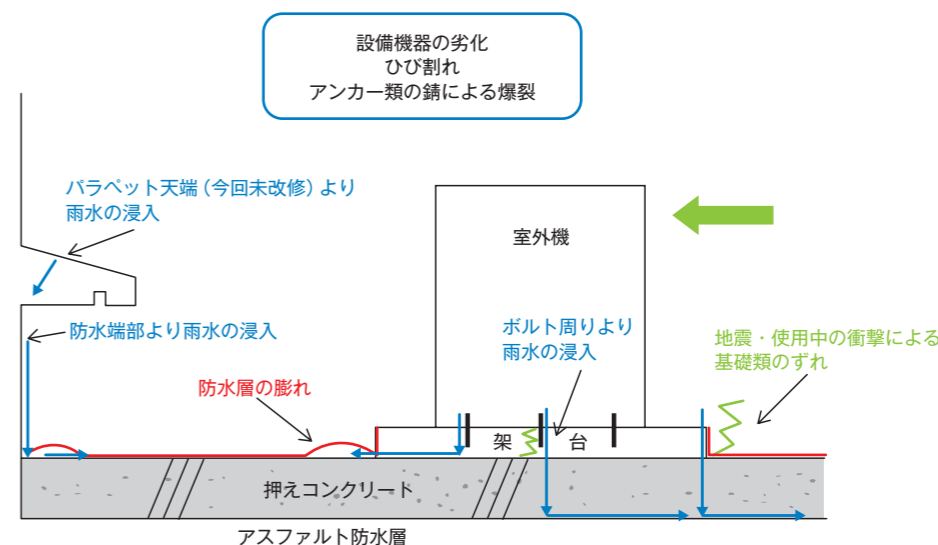 設備機器の劣化
ひび割れ
アンカー類の錆による爆裂
パラペット天端(今回未改修)より
雨水の浸入
室外機
防水端部より雨水の浸入
ボルト周りより
雨水の浸入
地震・使用中の衝撃による
基礎類のずれ
防水層の膨れ
架 台
押えコンクリート
アスファルト防水層